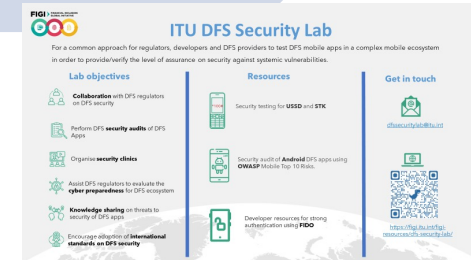 FIGI
ITU DFS Security Lab
For a common approach for regulators, developers and DFS providers to test DFS mobile apps in a complex mobile ecosystem
in order to provide/verify the level of assurance on security against systemic vulnerabilities.
Lab objectives
Collaboration with DFS regulators
on DFS security
Perform DFS security audits of DFS
Apps
Organise security clinics
Assist DFS regulators to evaluate the
cyber preparedness for DFS ecosystem
Knowledge sharing on threats to
security of DFS apps
Encourage adoption of international
standards on DFS security
Resources
Security testing for USSD and STK
Security audit of Android DFS apps using
OWASP Mobile Top 10 Risks.
Developer resources for strong
authentication using FIDO
Get in touch
dfssecuritylab@itu.int
https://figi.itu.int/figi-
resources/dfs-security-lab/